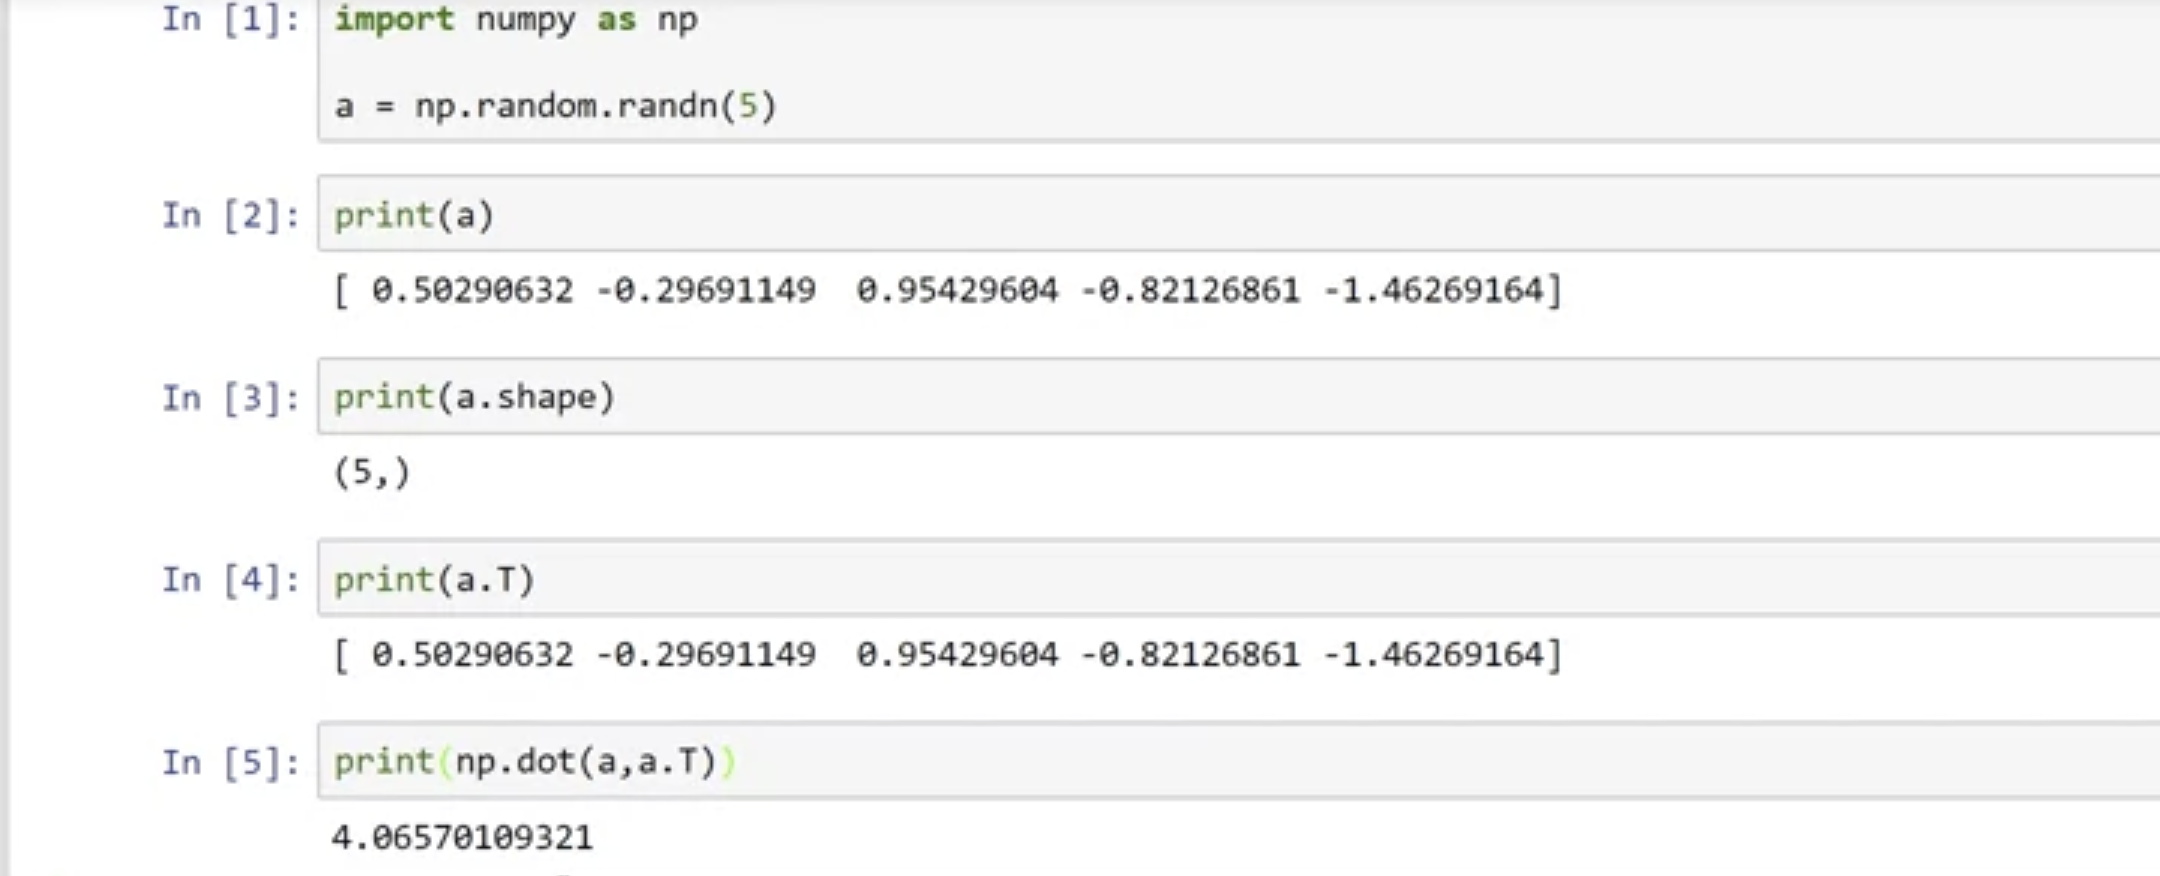 In [1]: import numpy as np
a = np.random.randn(5)
In [2]: print(a)
[ 0.50290632 -0.29691149  0.95429604 -0.82126861 -1.46269164]
In [3]: print(a.shape)
(5,)
In [4]: print(a.T)
[ 0.50290632 -0.29691149  0.95429604 -0.82126861 -1.46269164]
In [5]: print(np.dot(a,a.T))
4.06570109321